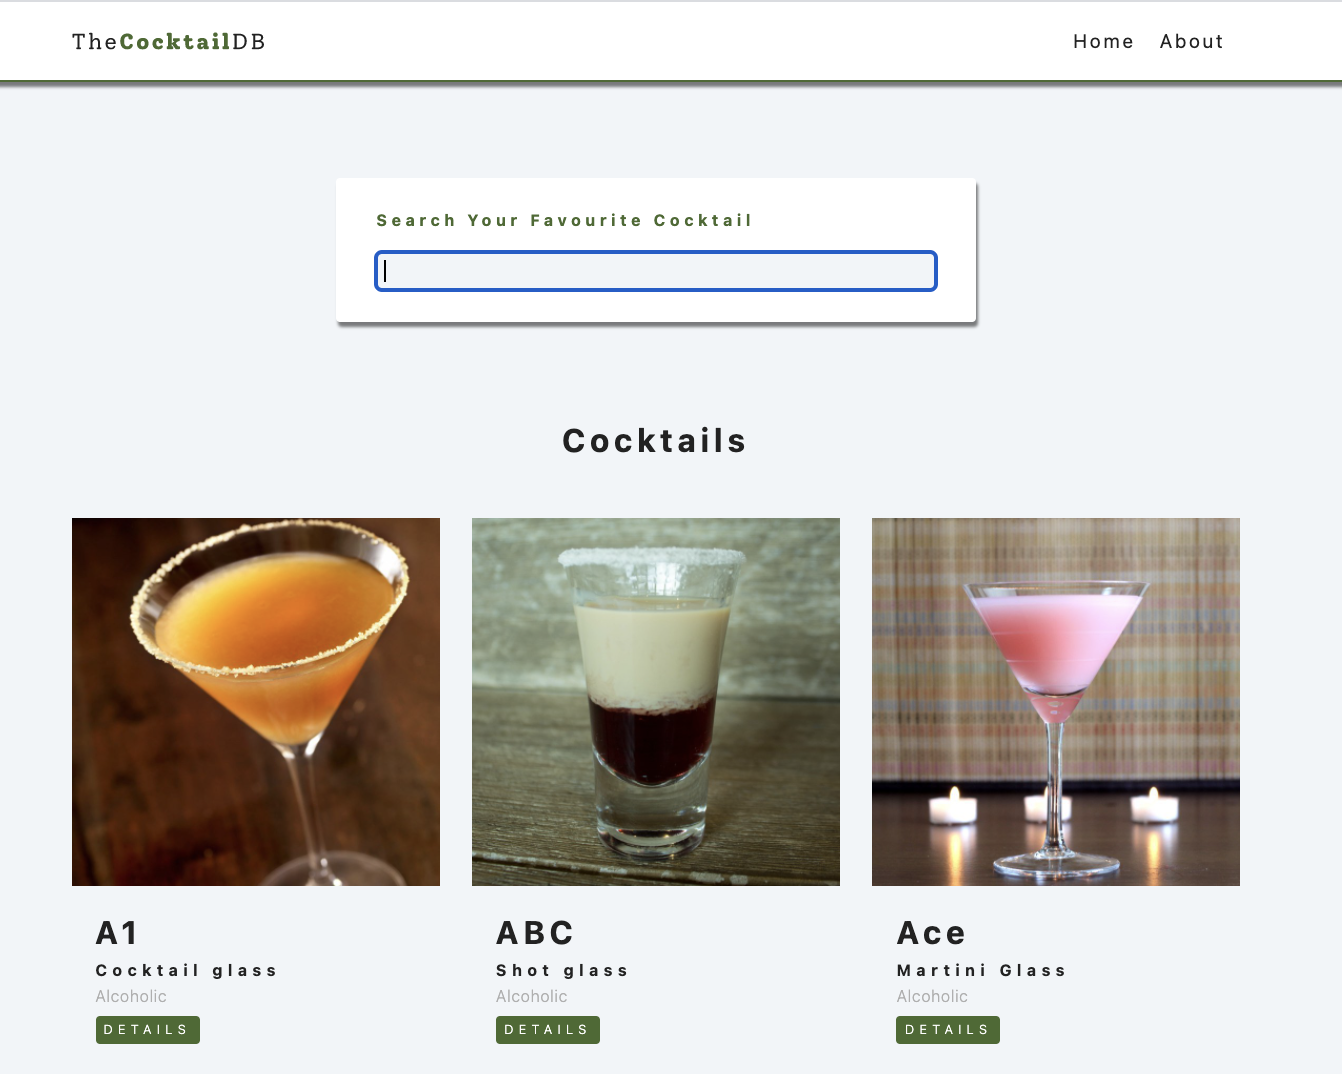 TheCocktailDB
Home About
Search Your Favourite Cocktail
Cocktails
A1
Cocktail glass
Alcoholic
DETAILS
ABC
Shot glass
Alcoholic
DETAILS
Ace
Martini Glass
Alcoholic
DETAILS